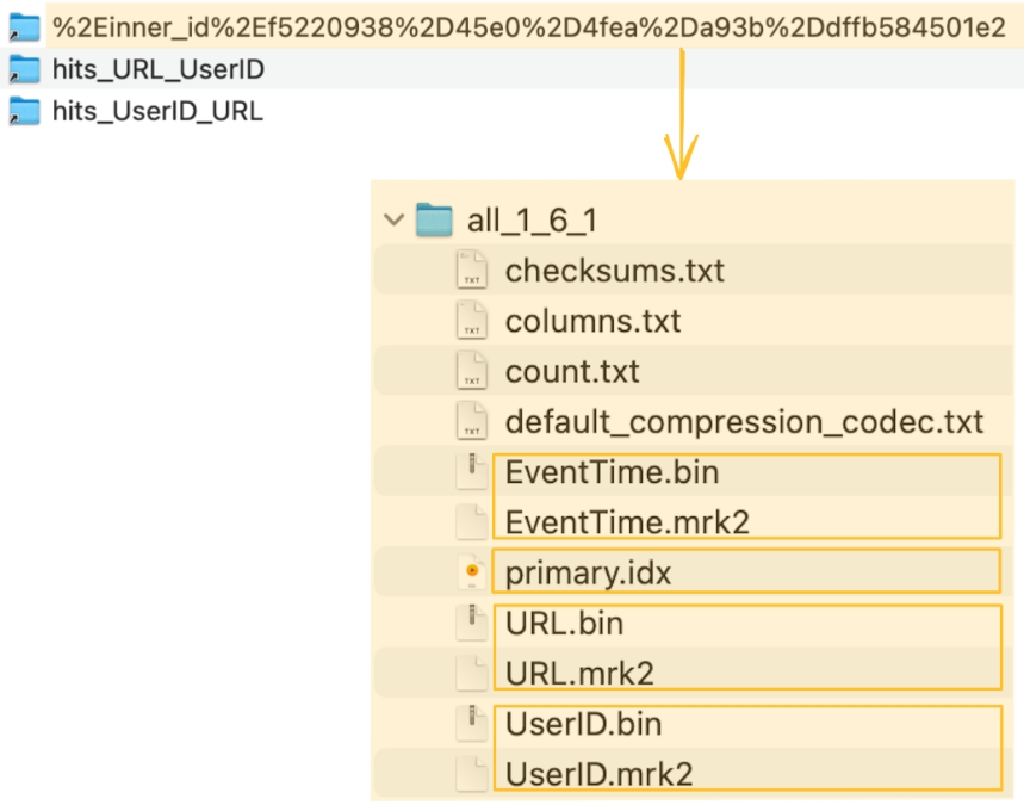 %2Einner_id%2Ef5220938%2D45e0%2D4fea%2Da93b%2Ddffb584501e2
hits_URL_UserID
hits_UserID_URL
all_1_6_1
TXT checksums.txt
TXT columns.txt
TXT count.txt
TXT default_compression_codec.txt
EventTime.bin
EventTime.mrk2
primary.idx
URL.bin
URL.mrk2
UserID.bin
UserID.mrk2